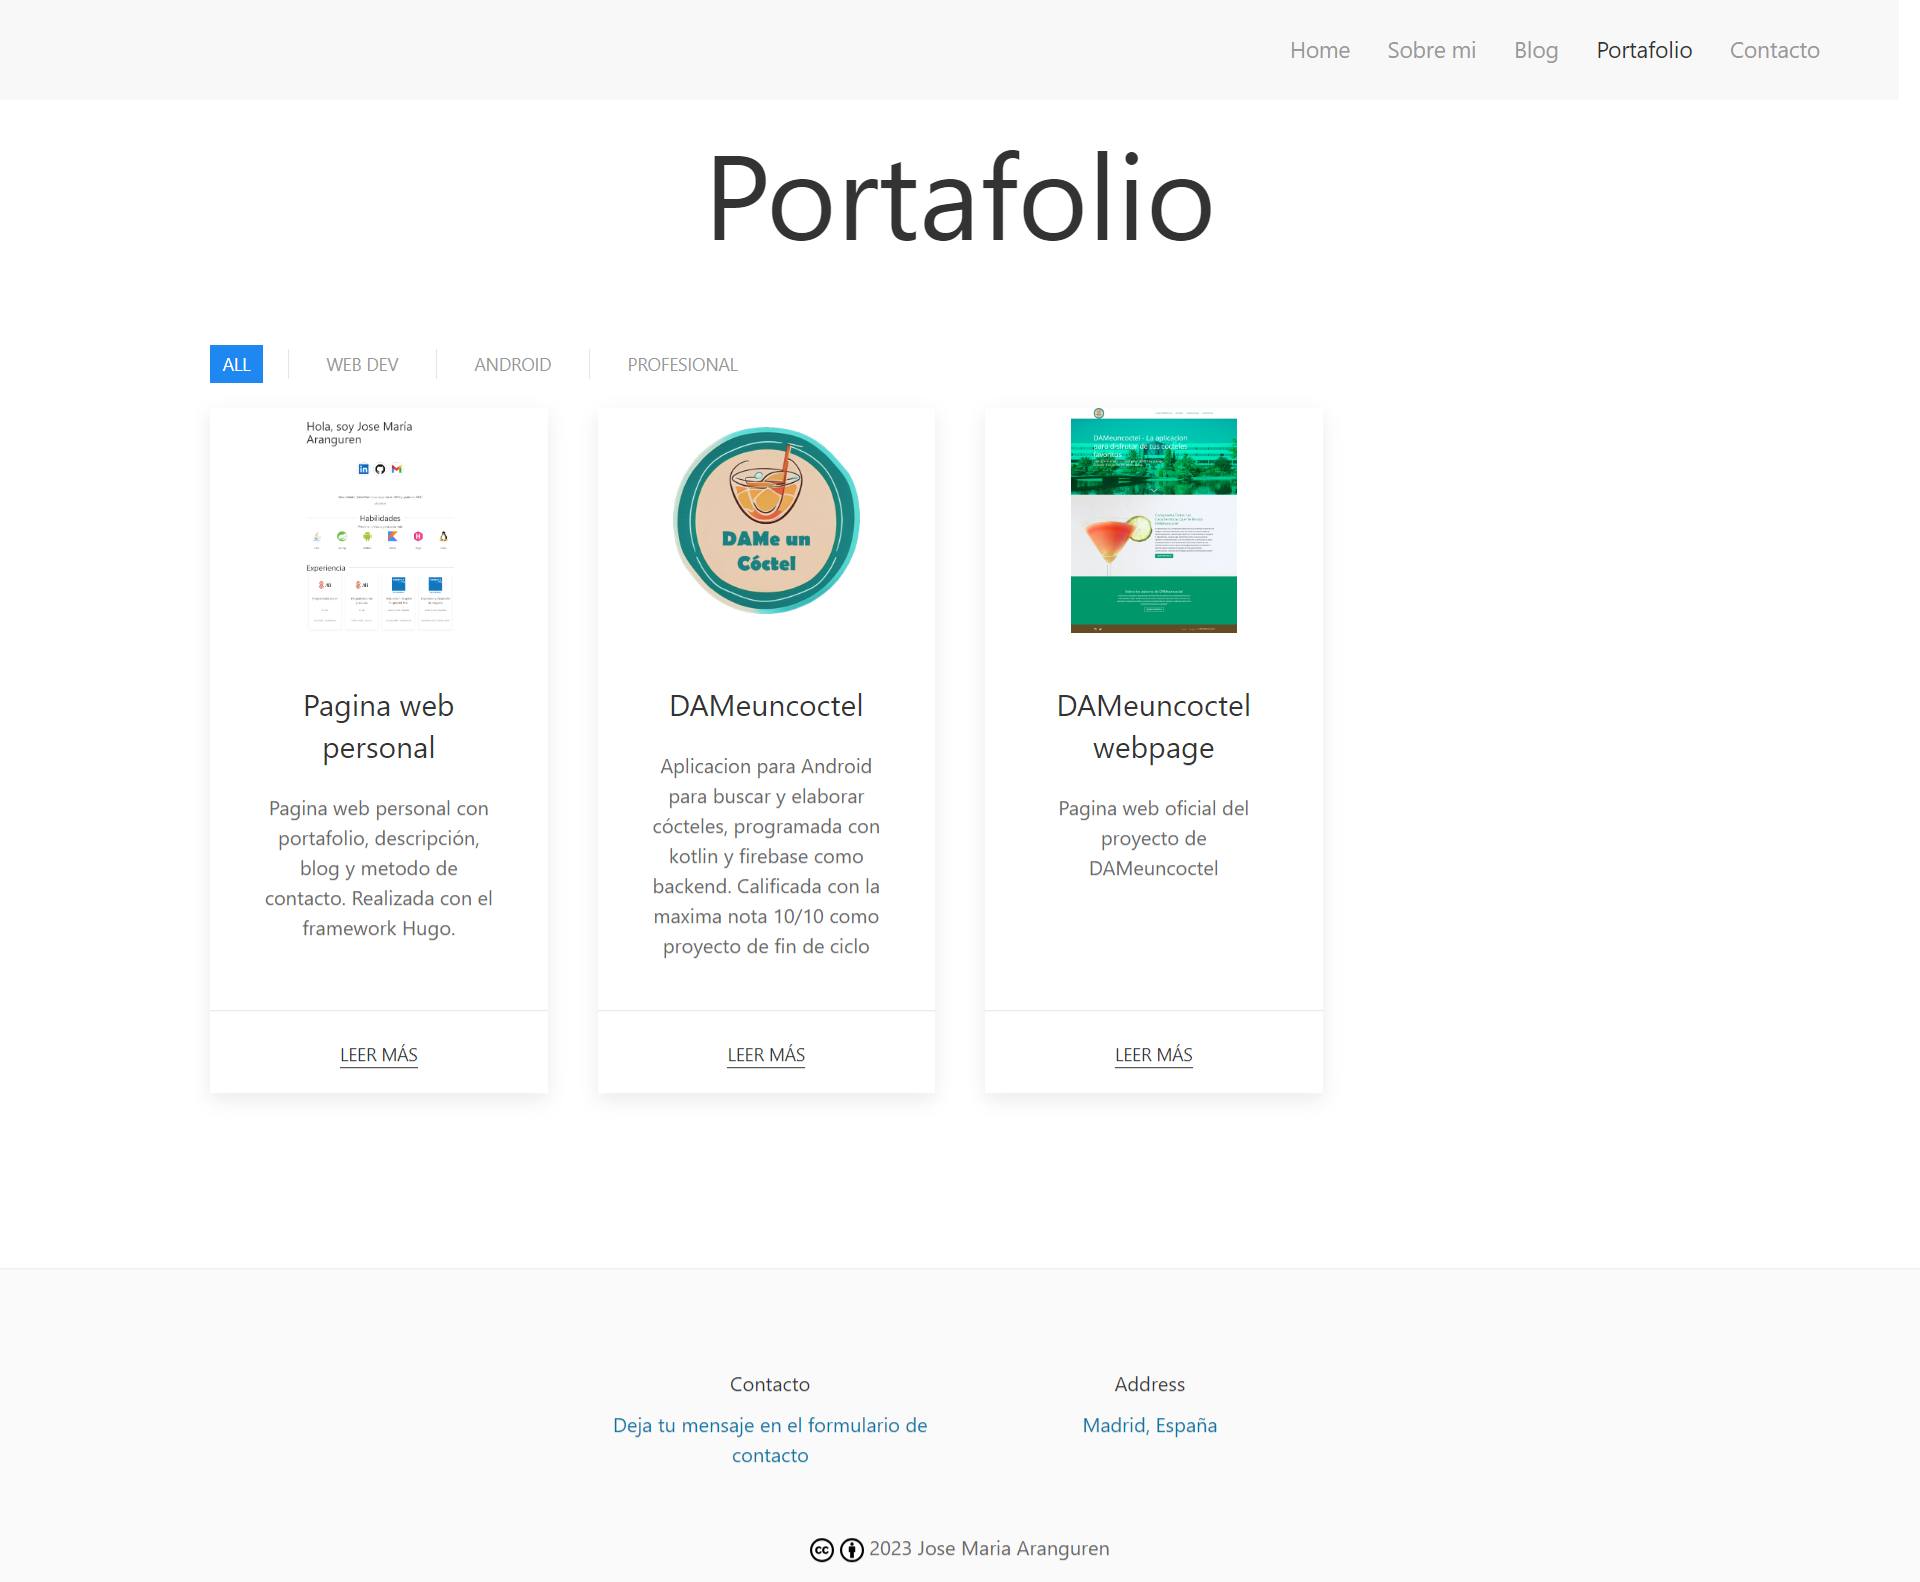 Home Sobre mi Blog Portafolio Contacto
Portafolio
ALL WEB DEV ANDROID PROFESIONAL
Hola, soy Jose María
Aranguren
Habilidades
Experiencia
Pagina web
personal
Pagina web personal con
portafolio, descripción,
blog y metodo de
contacto. Realizada con el
framework Hugo.
LEER MÁS
DAMe un
Cóctel
DAMeuncoctel
Aplicacion para Android
para buscar y elaborar
cócteles, programada con
kotlin y firebase como
backend. Calificada con la
maxima nota 10/10 como
proyecto de fin de ciclo
LEER MÁS
DAMeuncoctel - La aplicacion
para disfrutar de tus cocteles
favoritos
DAMeuncoctel
webpage
Pagina web oficial del
proyecto de
DAMeuncoctel
LEER MÁS
Contacto
Deja tu mensaje en el formulario de
contacto
Address
Madrid, España
2023 Jose Maria Aranguren